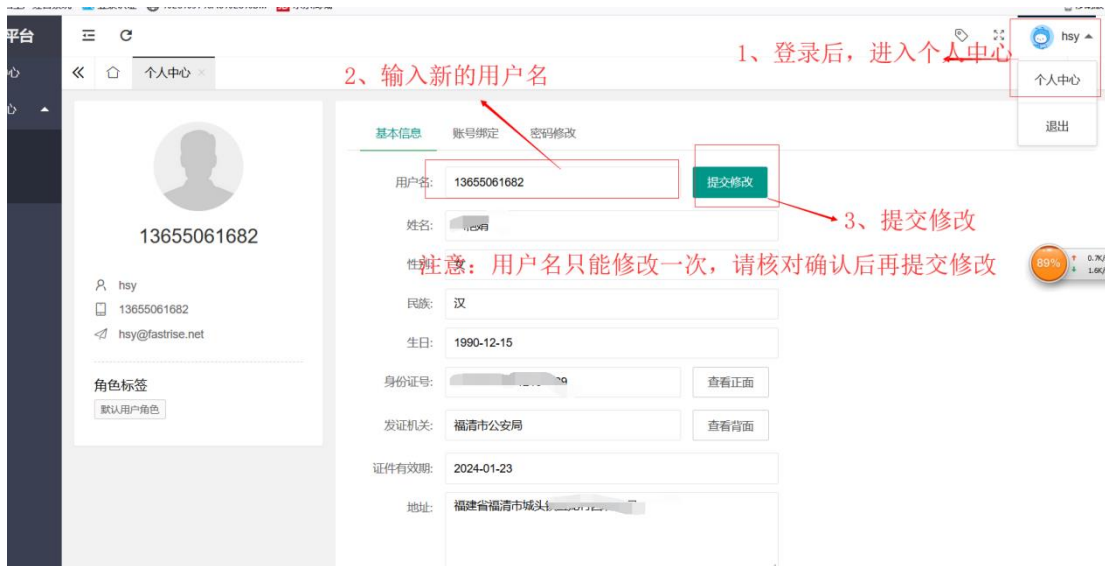 平台
hsy
1、登录后，进入个人中心
个人中心
2、输入新的用户名
个人中心
退出
基本信息 账号绑定 密码修改
用户名: 13655061682 提交修改
13655061682
姓名:
3、提交修改
性别: 女
注意：用户名只能修改一次，请核对确认后再提交修改
89% 0.7K/
1.6K/
hsy
13655061682
hsy@fastrise.net
民族: 汉
生日: 1990-12-15
角色标签
默认用户角色
身份证号: 查看正面
发证机关: 福清市公安局 查看背面
证件有效期: 2024-01-23
地址: 福建省福清市城头